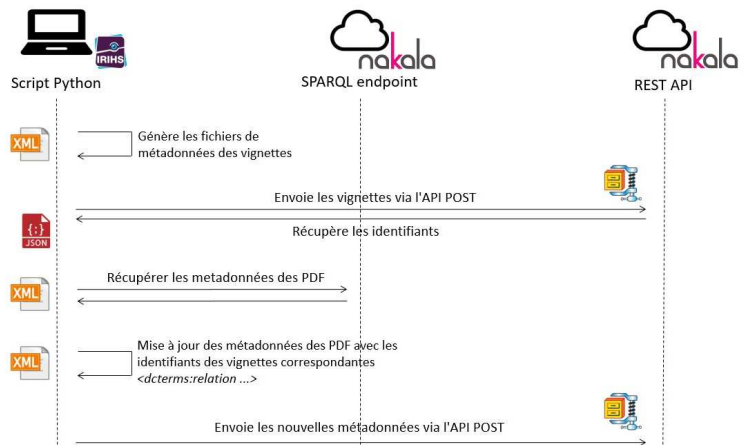 IRIHS
nakala
nakala
Script Python
SPARQL endpoint
REST API
XML
Génère les fichiers de
métadonnées des vignettes
Envoie les vignettes via l'API POST
Récupère les identifiants
{:}
JSON
Récupérer les metadonnées des PDF
XML
Mise à jour des métadonnées des PDF avec les
XML
identifiants des vignettes correspondantes
<dcterms:relation ...>
Envoie les nouvelles métadonnées via l'API POST